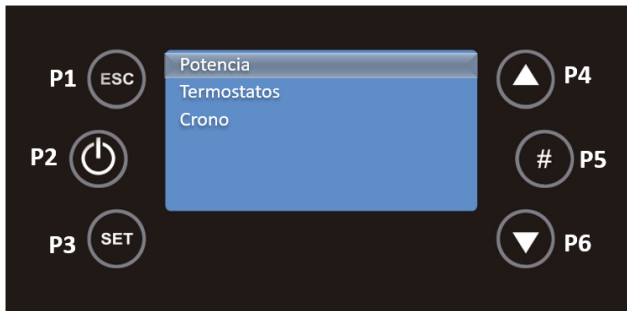 P1 ESC
P2
P3 SET
Potencia
Termostatos
Crono
P4
# P5
P6